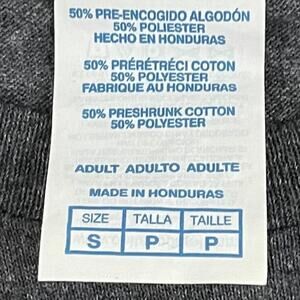 50% PRE-ENCOGIDO ALGODÓN
50% POLIESTER
HECHO EN HONDURAS
50% PRÉRÉTRÉCI COTON
50% POLYESTER
FABRIQUE AU HONDURAS
50% PRESHRUNK COTTON
50% POLYESTER
ADULT ADULTO ADULTE
MADE IN HONDURAS
SIZE TALLA TAILLE
S P P